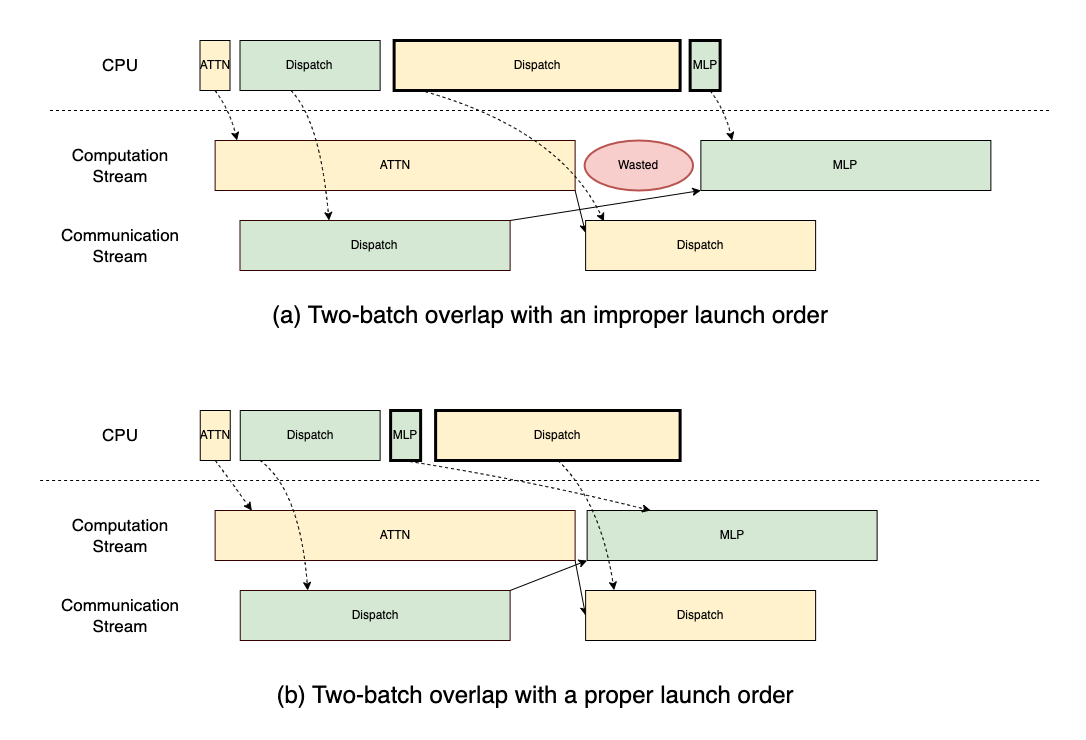 CPU
ATTN
Dispatch
Dispatch
MLP
Computation
Stream
ATTN
Wasted
MLP
Communication
Stream
Dispatch
Dispatch
(a) Two-batch overlap with an improper launch order
CPU
ATTN
Dispatch
MLP
Dispatch
Computation
Stream
ATTN
MLP
Communication
Stream
Dispatch
Dispatch
(b) Two-batch overlap with a proper launch order